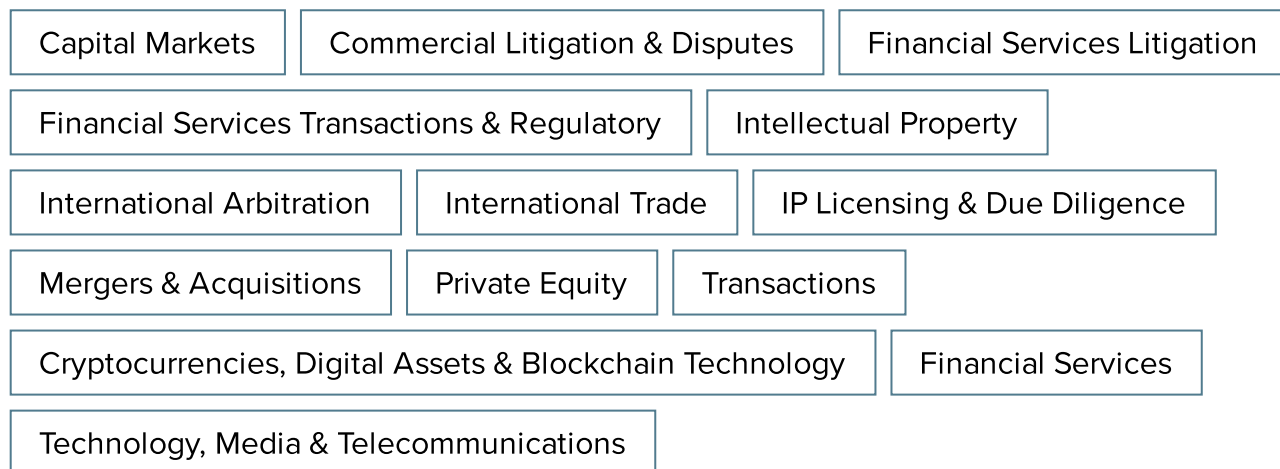 Capital Markets Commercial Litigation & Disputes Financial Services Litigation
Financial Services Transactions & Regulatory Intellectual Property
International Arbitration International Trade IP Licensing & Due Diligence
Mergers & Acquisitions Private Equity Transactions
Cryptocurrencies, Digital Assets & Blockchain Technology Financial Services
Technology, Media & Telecommunications